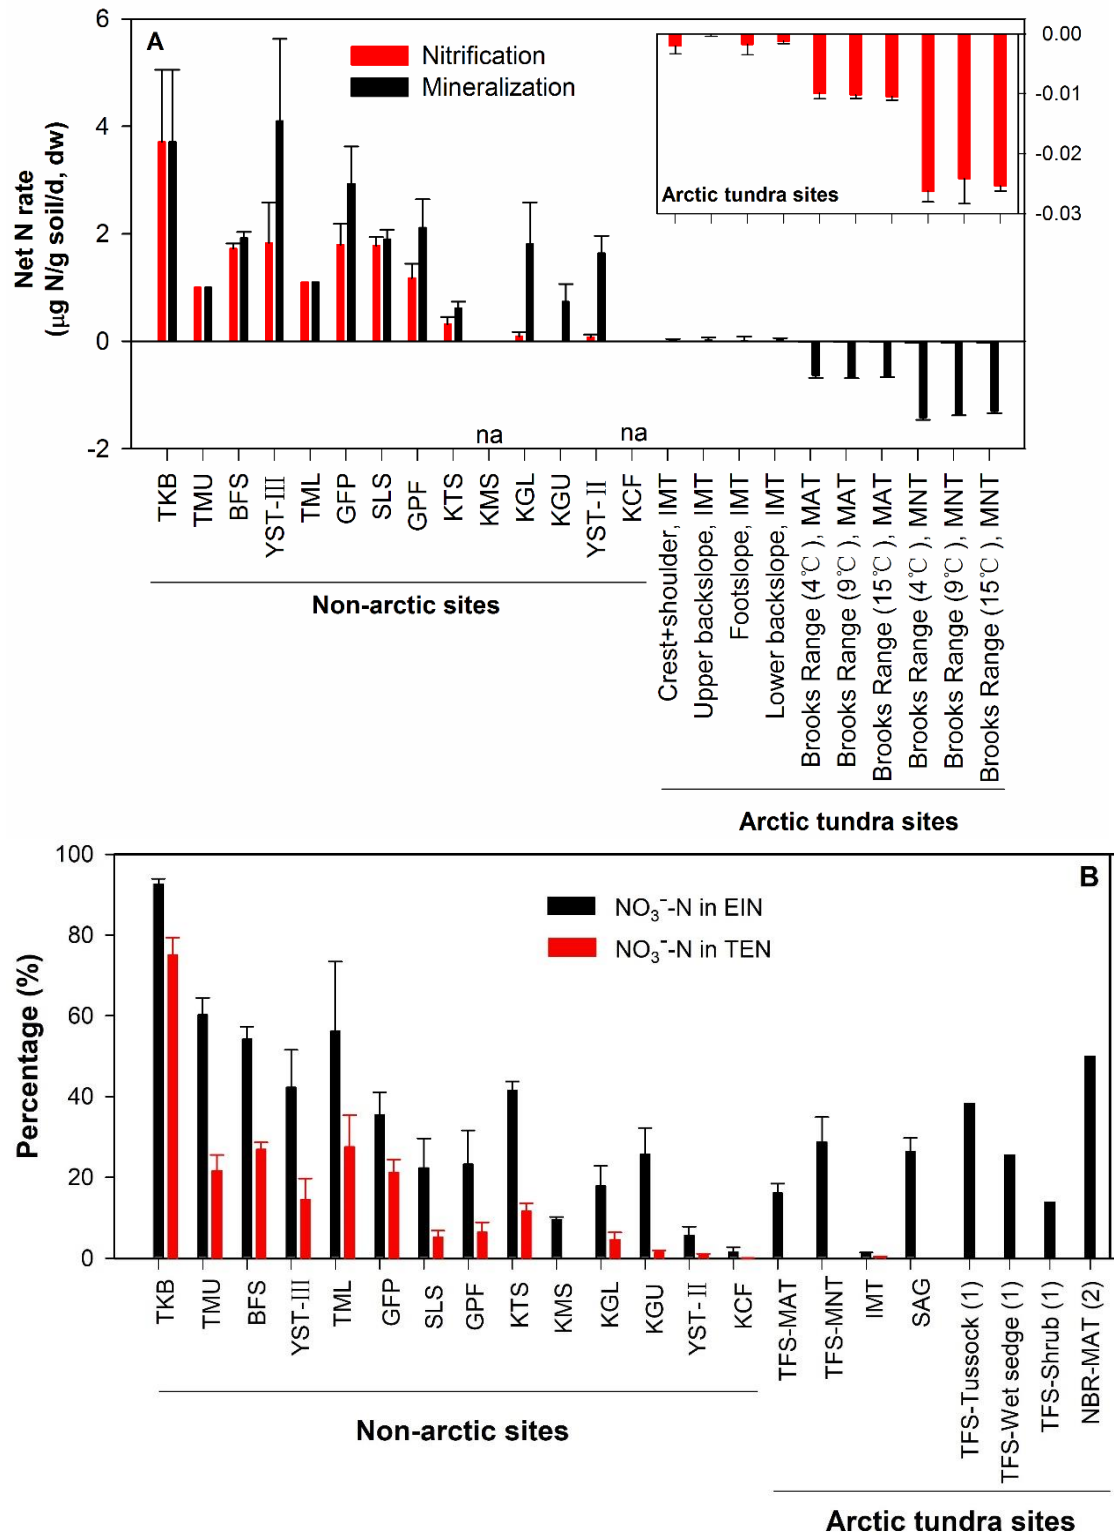 A
Nitrification
Mineralization
6
4
2
0
-2
Net N rate
(µg N/g soil/d, dw)
0.00
-0.01
-0.02
-0.03
Arctic tundra sites
na
na
TKB
TMU
BFS
YST-III
TML
GFP
SLS
GPF
KTS
KMS
KGL
KGU
YST-II
KCF
Crest+shoulder, IMT
Upper backslope, IMT
Footslope, IMT
Lower backslope, IMT
Brooks Range (4℃), MAT
Brooks Range (9℃), MAT
Brooks Range (15℃), MAT
Brooks Range (4℃), MNT
Brooks Range (9℃), MNT
Brooks Range (15℃), MNT
Non-arctic sites
Arctic tundra sites
B
NO₃⁻-N in EIN
NO₃⁻-N in TEN
100
80
60
40
20
0
Percentage (%)
TKB
TMU
BFS
YST-III
TML
GFP
SLS
GPF
KTS
KMS
KGL
KGU
YST-II
KCF
TFS-MAT
TFS-MNT
IMT
SAG
TFS-Tussock (1)
TFS-Wet sedge (1)
TFS-Shrub (1)
NBR-MAT (2)
Non-arctic sites
Arctic tundra sites